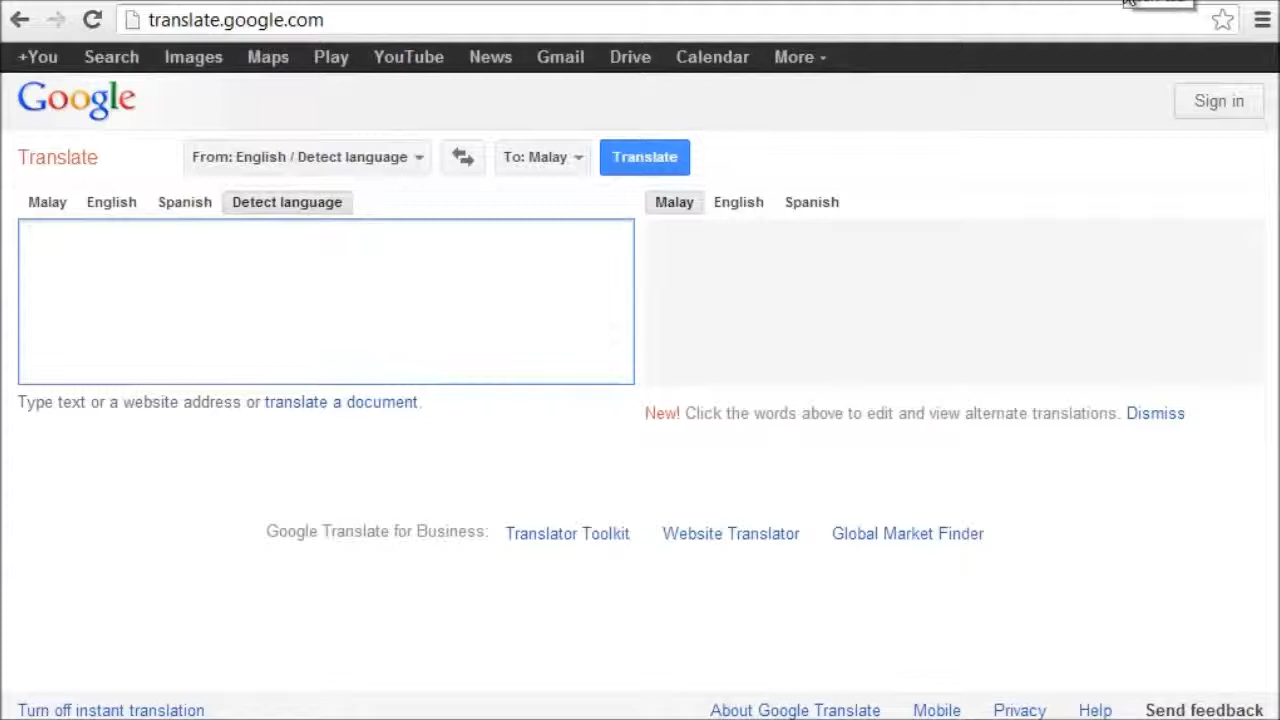 translate.google.com
+You Search Images Maps Play YouTube News Gmail Drive Calendar More
Google
Sign in
Translate From: English / Detect language To: Malay Translate
Malay English Spanish Detect language Malay English Spanish
Type text or a website address or translate a document.
New! Click the words above to edit and view alternate translations. Dismiss
Google Translate for Business: Translator Toolkit Website Translator Global Market Finder
Turn off instant translation About Google Translate Mobile Privacy Help Send feedback